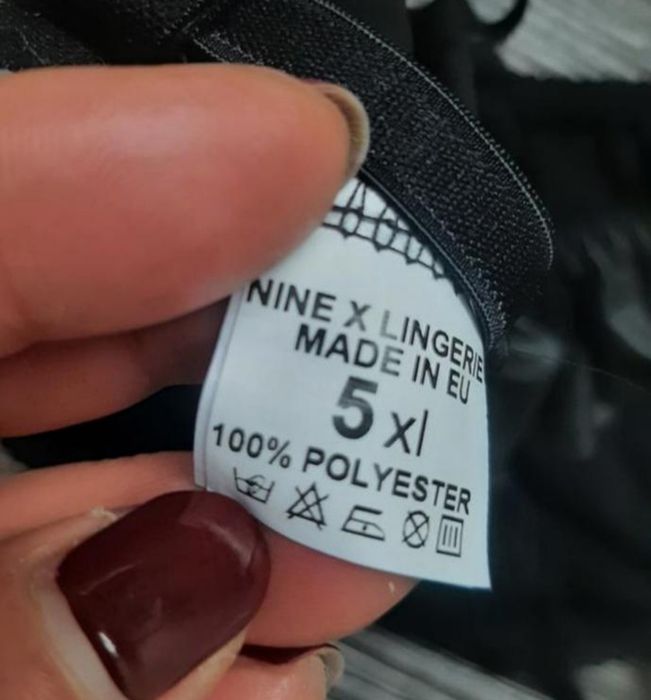 NINE X LINGERIE
MADE IN EU
5 xl
100% POLYESTER